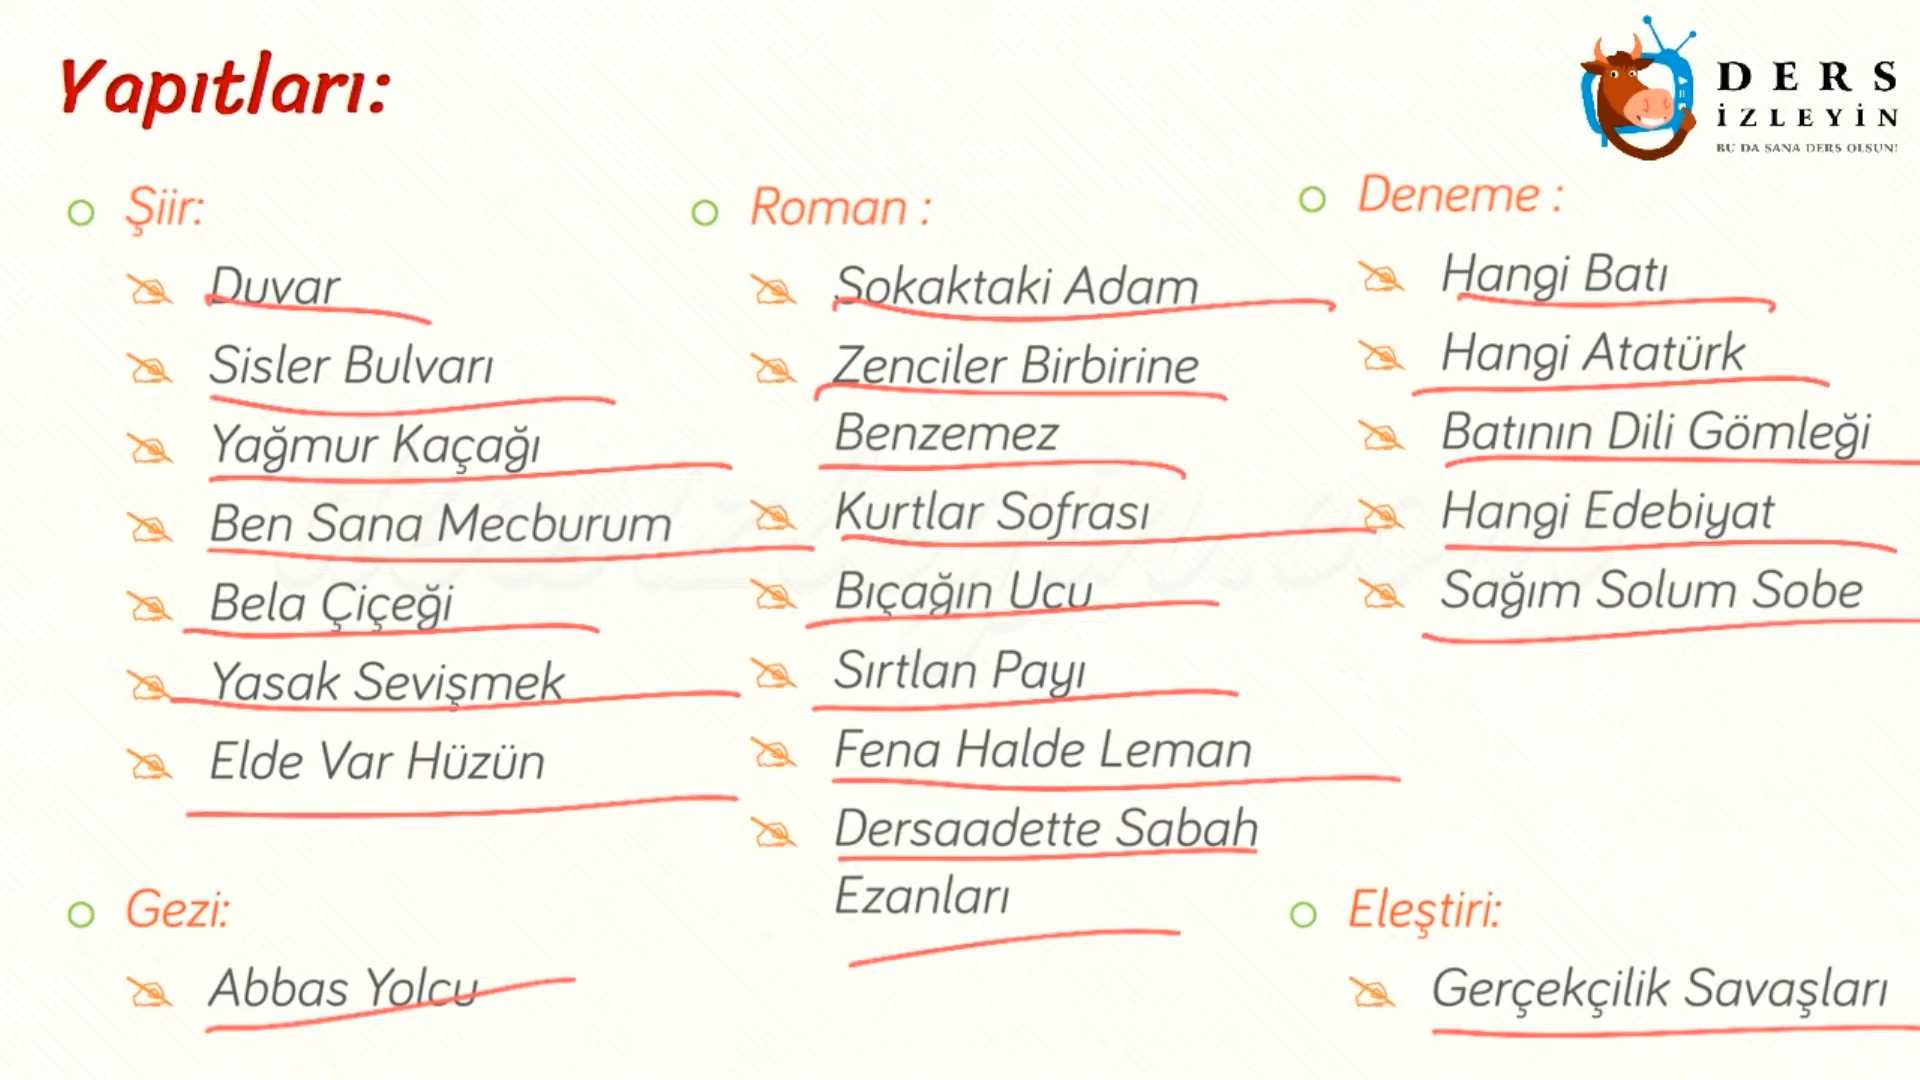 Yapıtları:
DERS
İZLEYİN
BU DA SANA DERS OLSUN!
Şiir:
Duvar
Sisler Bulvarı
Yağmur Kaçağı
Ben Sana Mecburum
Bela Çiçeği
Yasak Sevişmek
Elde Var Hüzün
Gezi:
Abbas Yolcu
Roman :
Sokaktaki Adam
Zenciler Birbirine
Benzemez
Kurtlar Sofrası
Bıçağın Ucu
Sırtlan Payı
Fena Halde Leman
Dersaadette Sabah
Ezanları
Deneme :
Hangi Batı
Hangi Atatürk
Batının Dili Gömleği
Hangi Edebiyat
Sağım Solum Sobe
Eleştiri:
Gerçekçilik Savaşları